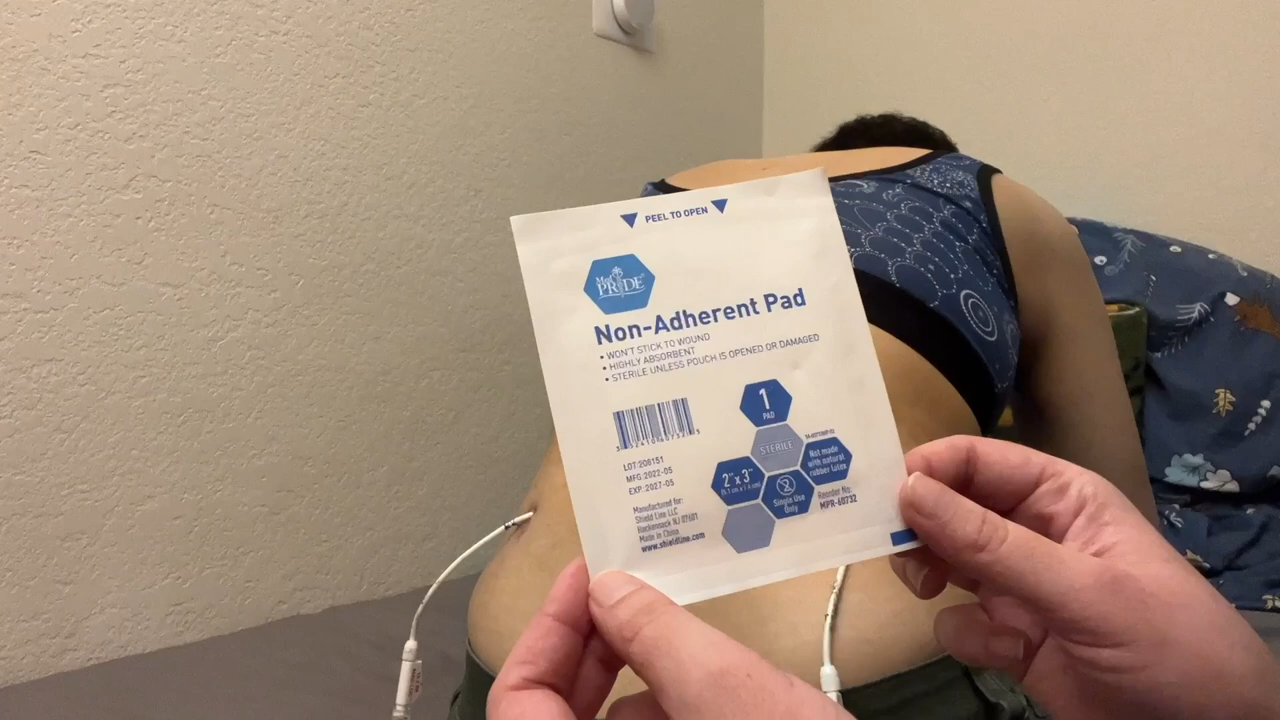 PEEL TO OPEN
Med
PRIDE
Non-Adherent Pad
• WON'T STICK TO WOUND
• HIGHLY ABSORBENT
• STERILE UNLESS POUCH IS OPENED OR DAMAGED
1
PAD
STERILE
2" x 3"
Not made
with natural
rubber latex
2
Single Use
Only
LOT:206151
MFG.:2022-05
EXP.:2027-05
Reorder No:
MPR-60732
Manufactured for:
Shield Line LLC
Hackensack NJ 07601
Made in China
www.shieldline.com